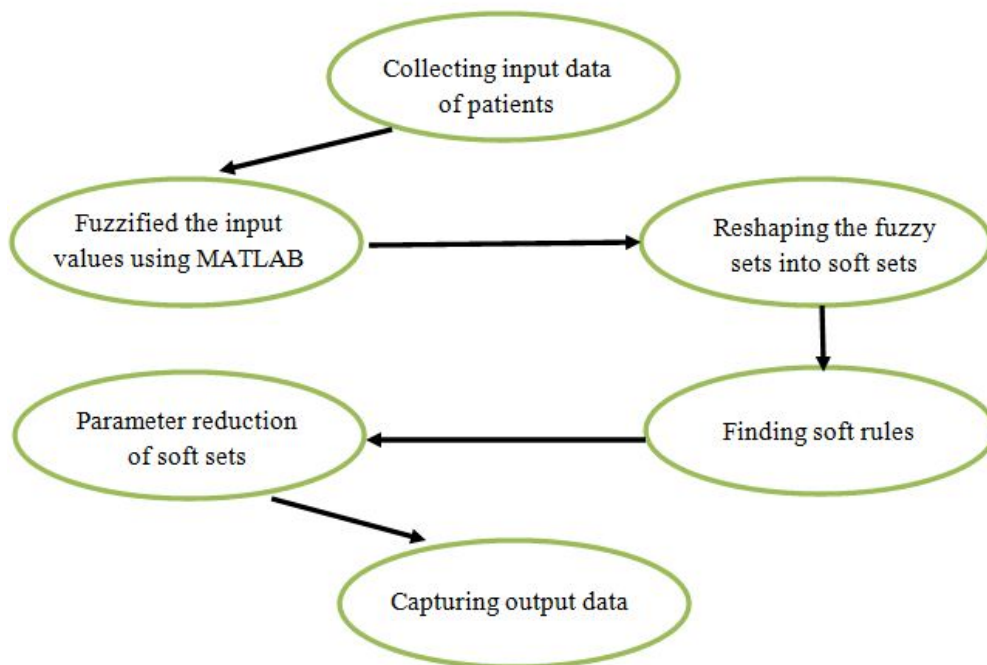 Collecting input data
of patients
Fuzzified the input
values using MATLAB
Reshaping the fuzzy
sets into soft sets
Finding soft rules
Parameter reduction
of soft sets
Capturing output data